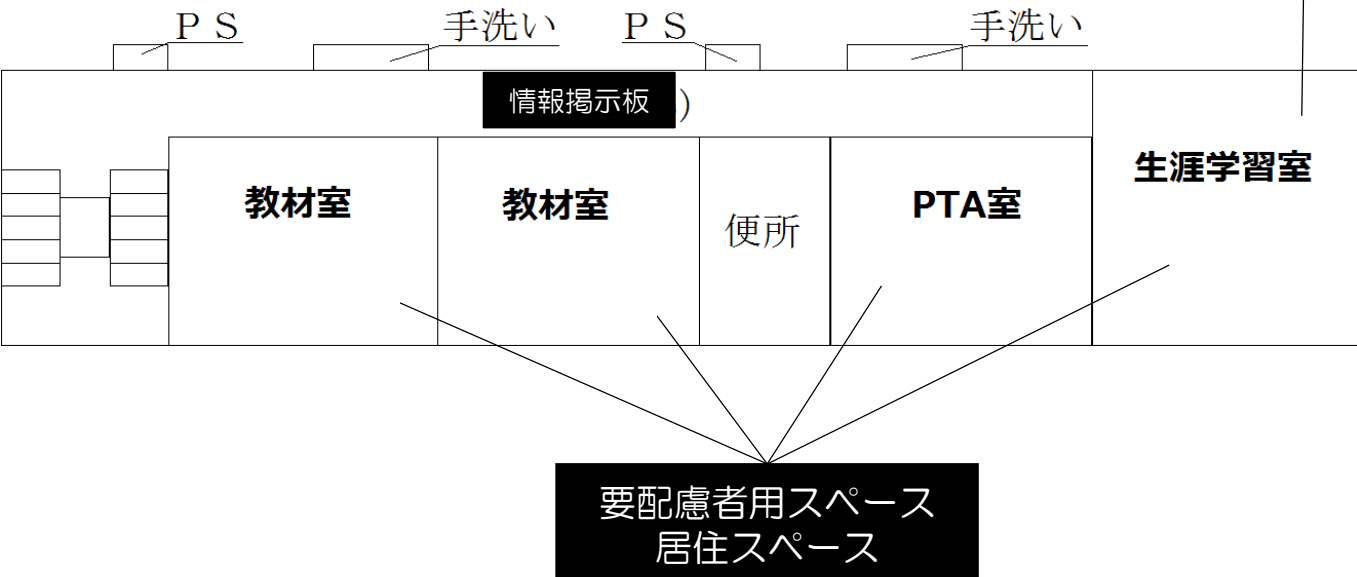 ＰＳ
手洗い
ＰＳ
手洗い
情報掲示板
)
教材室
教材室
便所
PTA室
生涯学習室
要配慮者用スペース
居住スペース